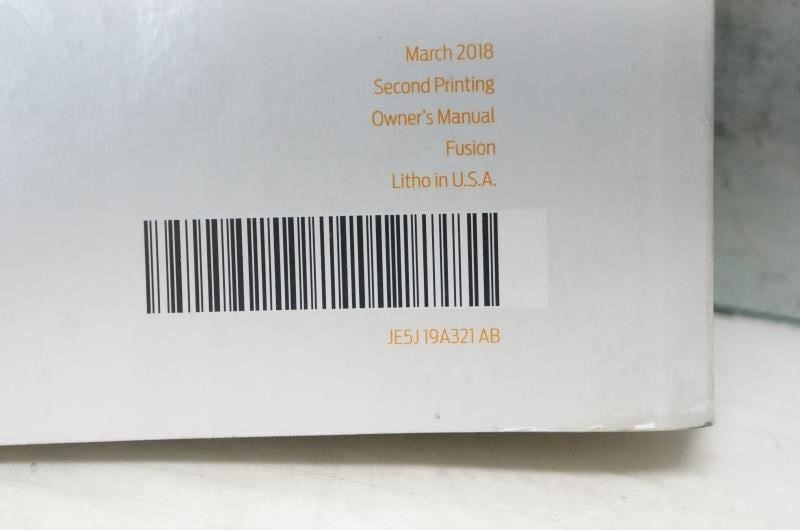 March 2018
Second Printing
Owner's Manual
Fusion
Litho in U.S.A.
JE5J 19A321 AB